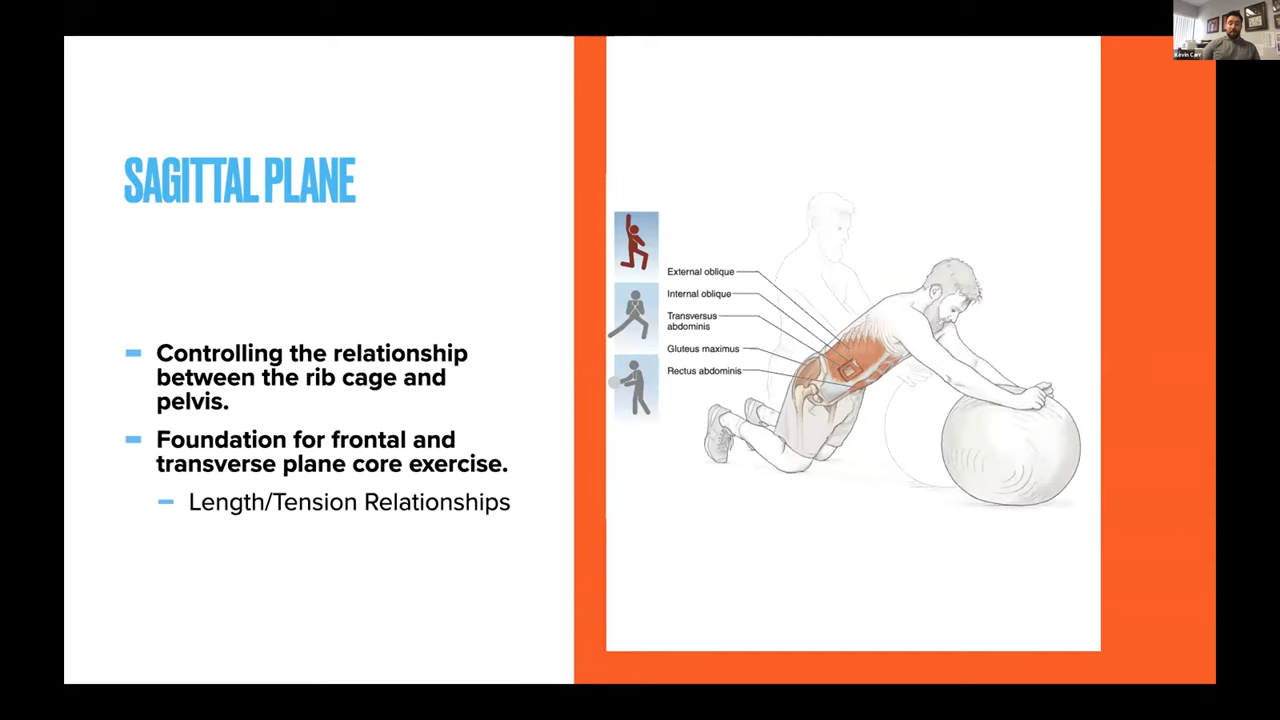 Kevin Carr
SAGITTAL PLANE
Controlling the relationship
between the rib cage and
pelvis.
Foundation for frontal and
transverse plane core exercise.
Length/Tension Relationships
External oblique
Internal oblique
Transversus
abdominis
Gluteus maximus
Rectus abdominis